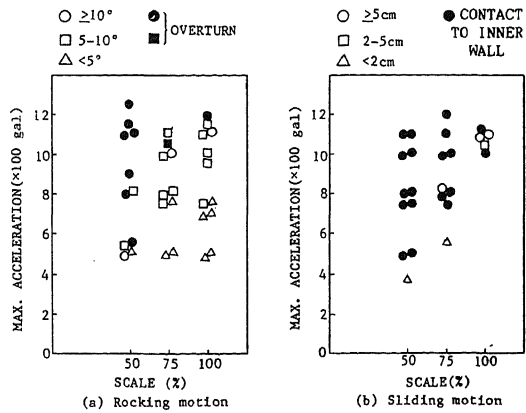 ≥10°
5-10°
<5°
OVERTURN
MAX. ACCELERATION(×100 gal)
12
10
8
6
4
2
0
50
75
100
SCALE (%)
(a) Rocking motion
≥5cm
2-5cm
<2cm
CONTACT
TO INNER
WALL
MAX. ACCELERATION(×100 gal)
12
10
8
6
4
2
0
50
75
100
SCALE(%)
(b) Sliding motion